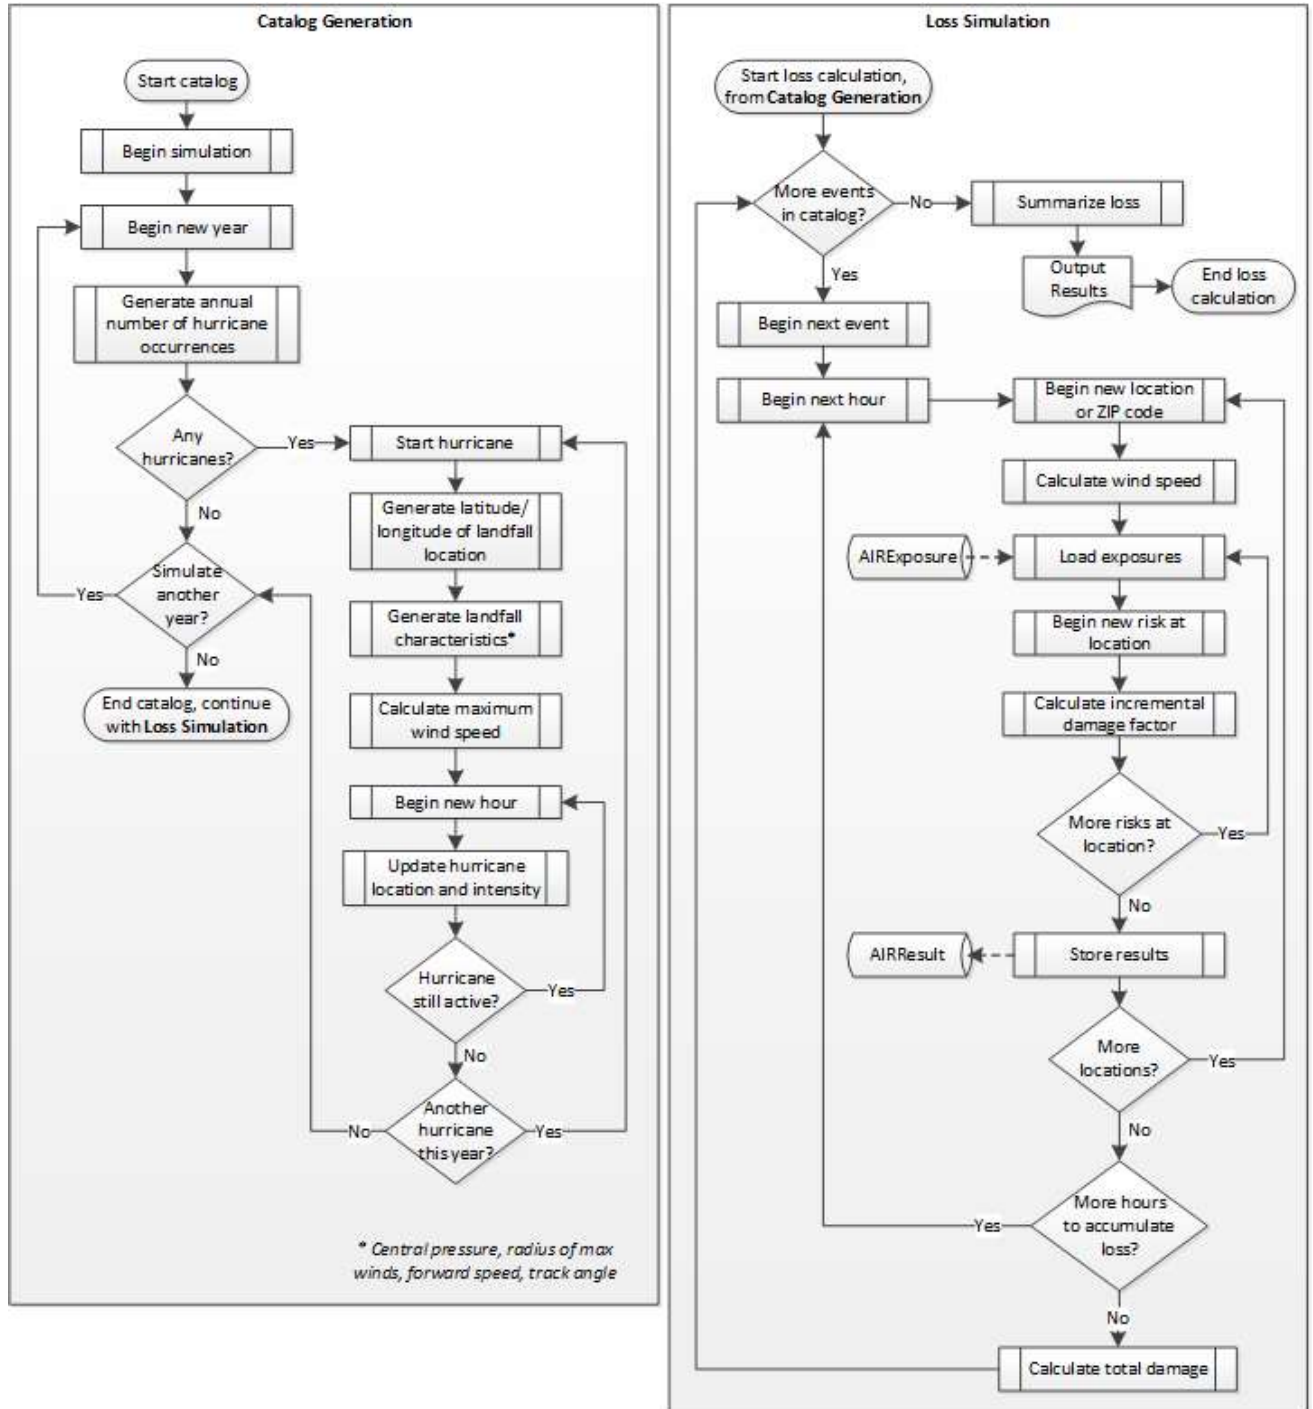 Catalog Generation
Start catalog
Begin simulation
Begin new year
Generate annual
number of hurricane
occurrences
Any
hurricanes?
Yes
No
Simulate
another
year?
Yes
No
End catalog, continue
with Loss Simulation
Start hurricane
Generate latitude/
longitude of landfall
location
Generate landfall
characteristics*
Calculate maximum
wind speed
Begin new hour
Update hurricane
location and intensity
Hurricane
still active?
Yes
No
Another
hurricane
this year?
No
Yes
* Central pressure, radius of max
winds, forward speed, track angle
Loss Simulation
Start loss calculation,
from Catalog Generation
More events
in catalog?
No
Summarize loss
Output
Results
End loss
calculation
Yes
Begin next event
Begin next hour
Begin new location
or ZIP code
Calculate wind speed
AIRExposure
Load exposures
Begin new risk at
location
Calculate incremental
damage factor
More risks at
location?
Yes
No
AIRResult
Store results
More
locations?
Yes
No
More hours
to accumulate
loss?
Yes
No
Calculate total damage